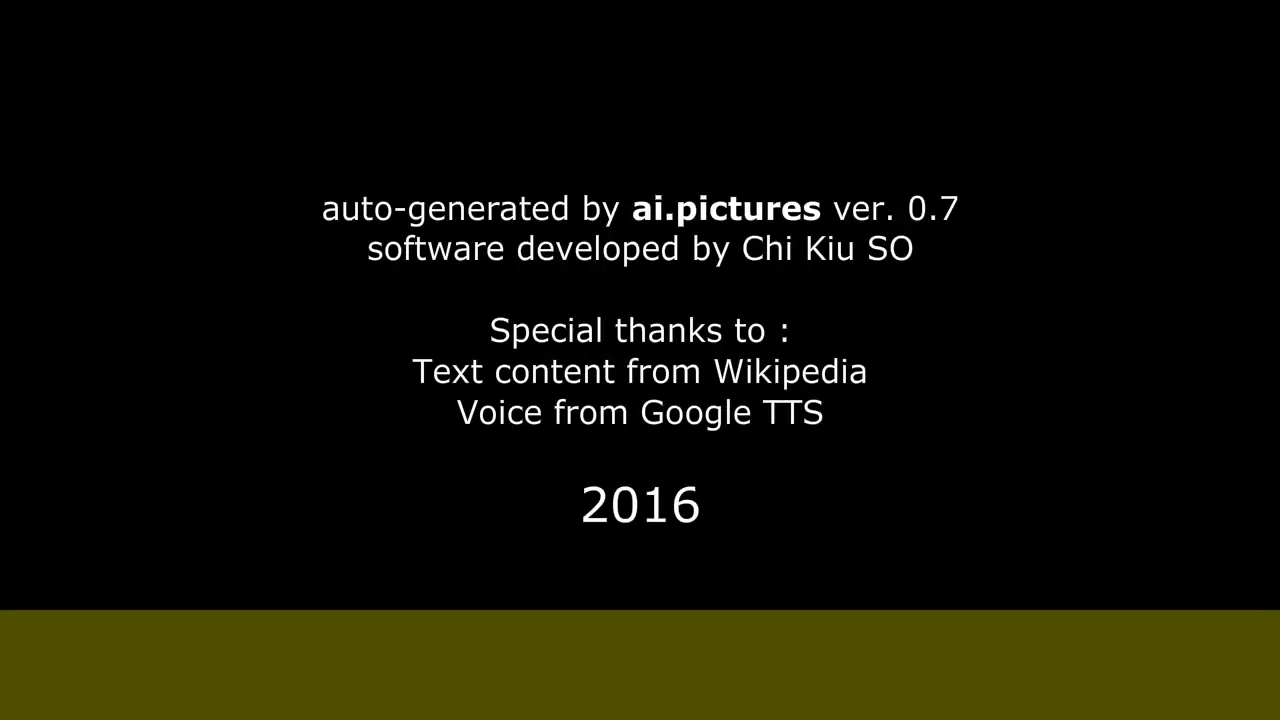 auto-generated by ai.pictures ver. 0.7
software developed by Chi Kiu SO
Special thanks to :
Text content from Wikipedia
Voice from Google TTS
2016